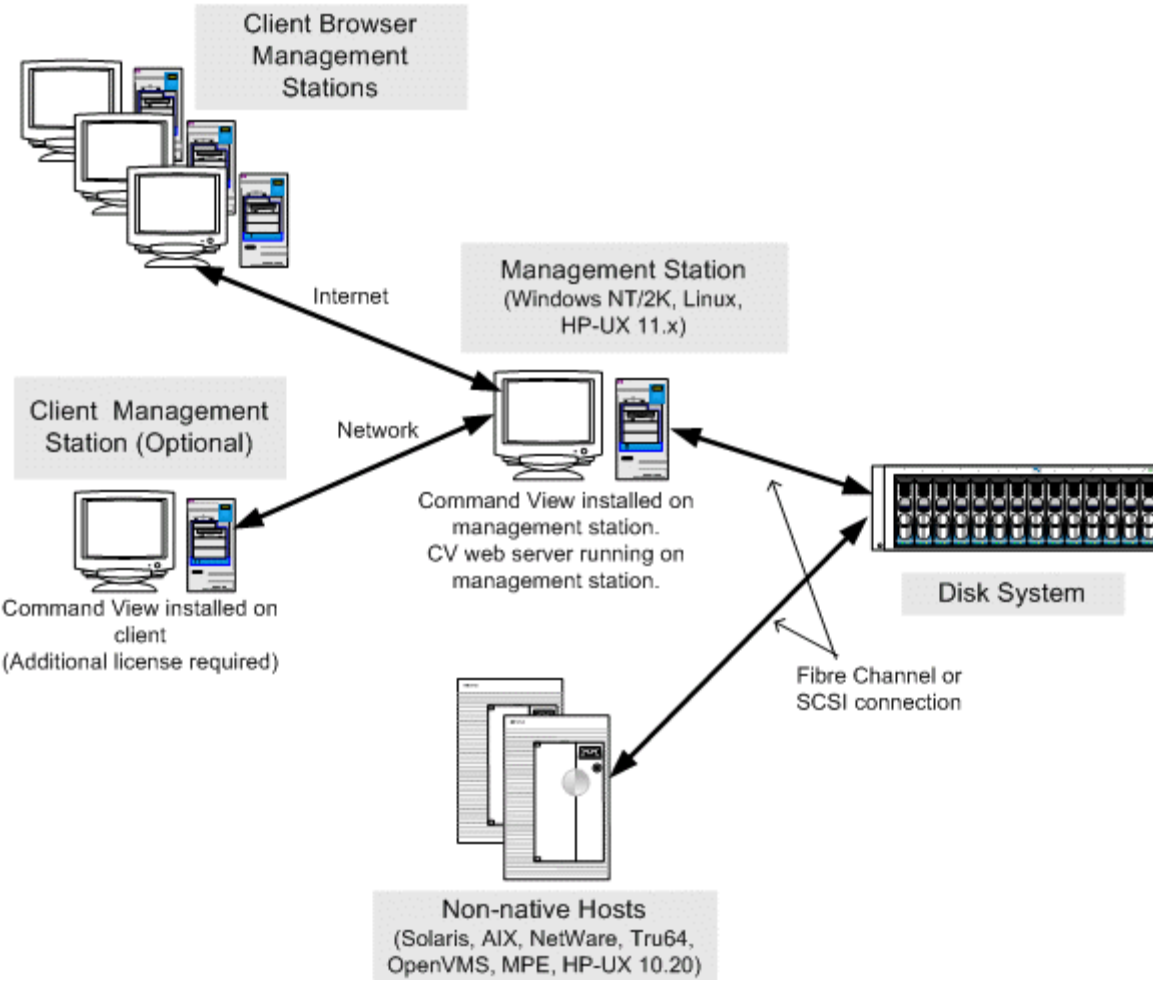 Client Browser
Management
Stations
Internet
Management Station
(Windows NT/2K, Linux,
HP-UX 11.x)
Client Management
Station (Optional)
Network
Command View installed on
management station.
CV web server running on
management station.
Command View installed on
client
(Additional license required)
Disk System
Fibre Channel or
SCSI connection
Non-native Hosts
(Solaris, AIX, NetWare, Tru64,
OpenVMS, MPE, HP-UX 10.20)